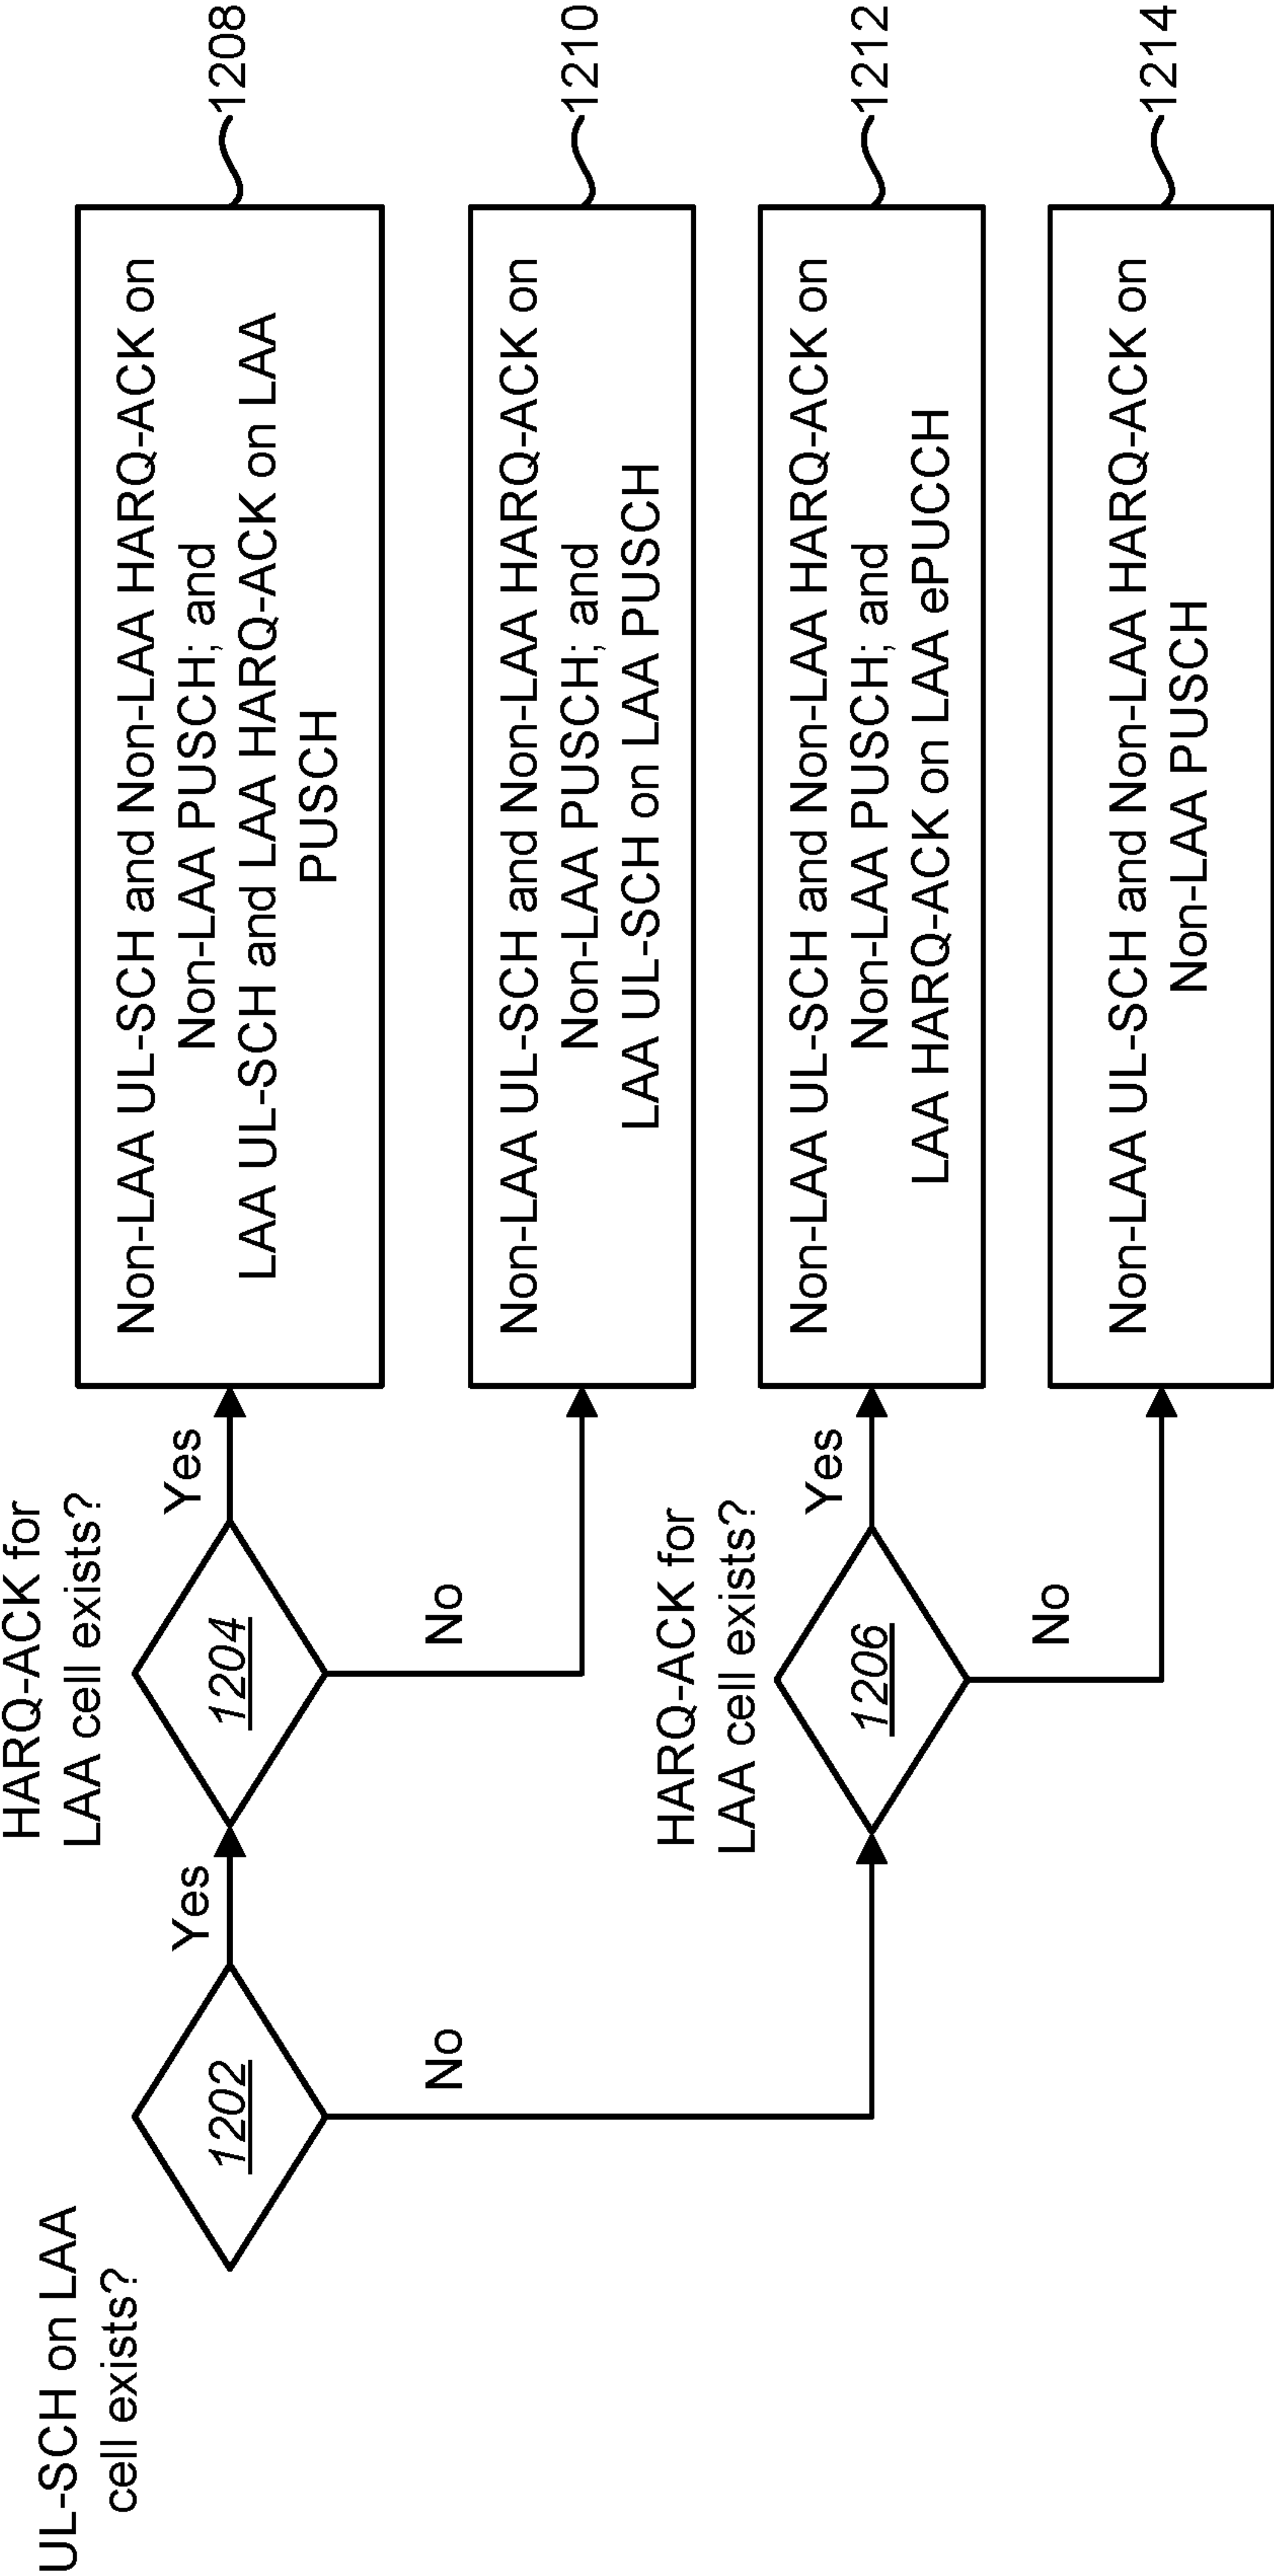 UL-SCH on LAA
cell exists?
1202
Yes
No
HARQ-ACK for
LAA cell exists?
1204
Yes
No
Non-LAA UL-SCH and Non-LAA HARQ-ACK on
Non-LAA PUSCH; and
LAA UL-SCH and LAA HARQ-ACK on LAA
PUSCH
1208
Non-LAA UL-SCH and Non-LAA HARQ-ACK on
Non-LAA PUSCH; and
LAA UL-SCH on LAA PUSCH
1210
HARQ-ACK for
LAA cell exists?
1206
Yes
No
Non-LAA UL-SCH and Non-LAA HARQ-ACK on
Non-LAA PUSCH; and
LAA HARQ-ACK on LAA ePUCCH
1212
Non-LAA UL-SCH and Non-LAA HARQ-ACK on
Non-LAA PUSCH
1214